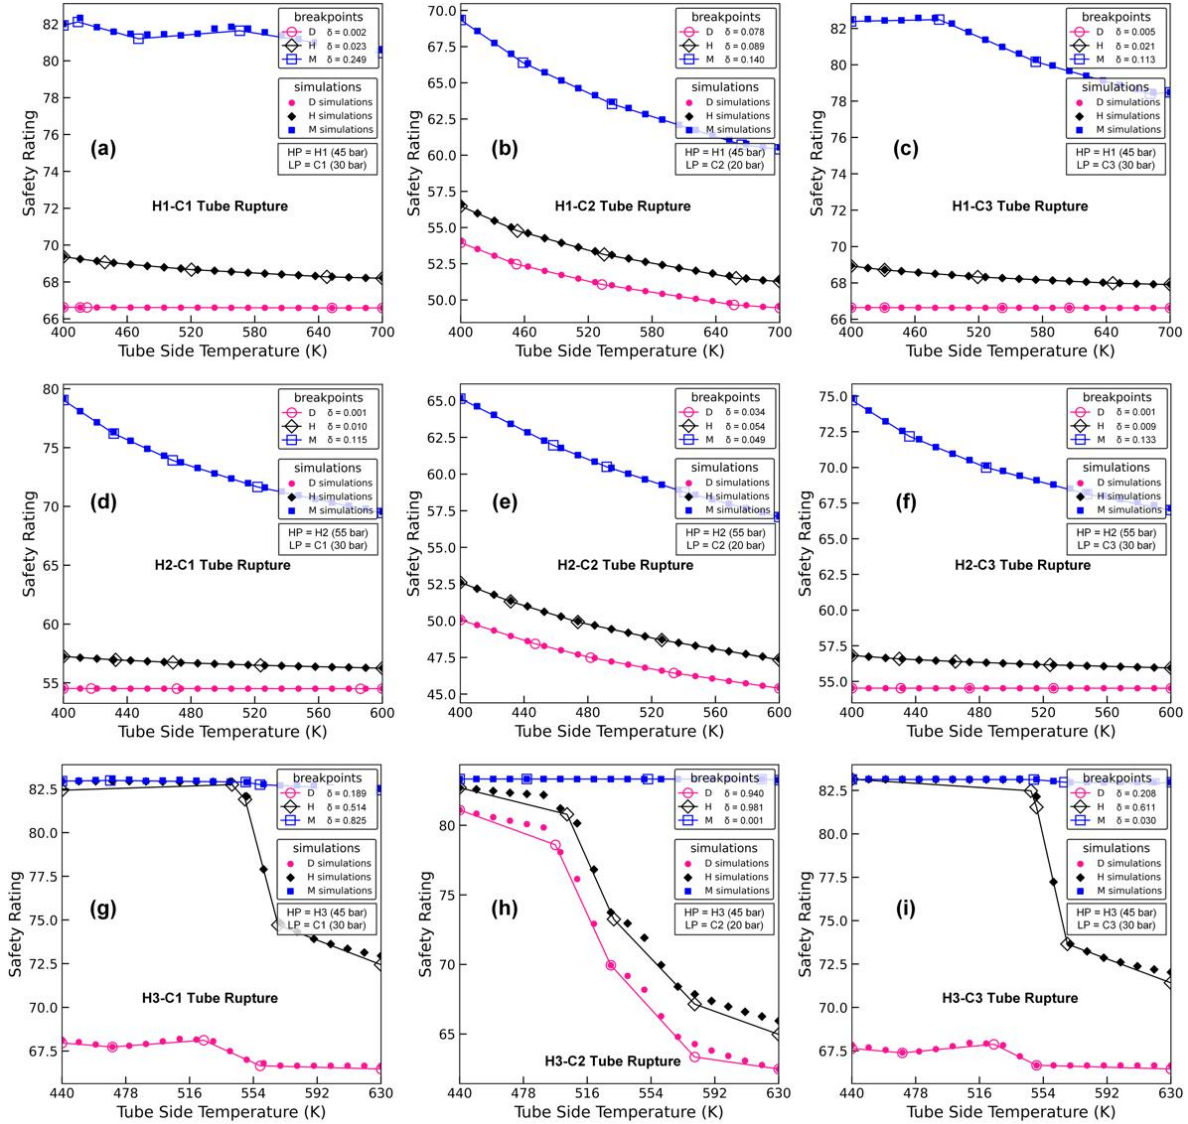 Safety Rating
82
80
78
76
74
72
70
68
66
400
460
520
580
640
700
Tube Side Temperature (K)
breakpoints
D δ = 0.002
H δ = 0.023
M δ = 0.249
simulations
D simulations
H simulations
M simulations
HP = H1 (45 bar)
LP = C1 (30 bar)
(a)
H1-C1 Tube Rupture
Safety Rating
70.0
67.5
65.0
62.5
60.0
57.5
55.0
52.5
50.0
400
460
520
580
640
700
Tube Side Temperature (K)
breakpoints
D δ = 0.078
H δ = 0.089
M δ = 0.140
simulations
D simulations
H simulations
M simulations
HP = H1 (45 bar)
LP = C2 (20 bar)
(b)
H1-C2 Tube Rupture
Safety Rating
82
80
78
76
74
72
70
68
66
400
460
520
580
640
700
Tube Side Temperature (K)
breakpoints
D δ = 0.005
H δ = 0.021
M δ = 0.113
simulations
D simulations
H simulations
M simulations
HP = H1 (45 bar)
LP = C3 (30 bar)
(c)
H1-C3 Tube Rupture
Safety Rating
80
75
70
65
60
55
400
440
480
520
560
600
Tube Side Temperature (K)
breakpoints
D δ = 0.001
H δ = 0.010
M δ = 0.115
simulations
D simulations
H simulations
M simulations
HP = H2 (55 bar)
LP = C1 (30 bar)
(d)
H2-C1 Tube Rupture
Safety Rating
65.0
62.5
60.0
57.5
55.0
52.5
50.0
47.5
45.0
400
440
480
520
560
600
Tube Side Temperature (K)
breakpoints
D δ = 0.034
H δ = 0.054
M δ = 0.049
simulations
D simulations
H simulations
M simulations
HP = H2 (55 bar)
LP = C2 (20 bar)
(e)
H2-C2 Tube Rupture
Safety Rating
75.0
72.5
70.0
67.5
65.0
62.5
60.0
57.5
55.0
400
440
480
520
560
600
Tube Side Temperature (K)
breakpoints
D δ = 0.001
H δ = 0.009
M δ = 0.133
simulations
D simulations
H simulations
M simulations
HP = H2 (55 bar)
LP = C3 (30 bar)
(f)
H2-C3 Tube Rupture
Safety Rating
82.5
80.0
77.5
75.0
72.5
70.0
67.5
440
478
516
554
592
630
Tube Side Temperature (K)
breakpoints
D δ = 0.189
H δ = 0.514
M δ = 0.825
simulations
D simulations
H simulations
M simulations
HP = H3 (45 bar)
LP = C1 (30 bar)
(g)
H3-C1 Tube Rupture
Safety Rating
80
75
70
65
440
478
516
554
592
630
Tube Side Temperature (K)
breakpoints
D δ = 0.940
H δ = 0.981
M δ = 0.001
simulations
D simulations
H simulations
M simulations
HP = H3 (45 bar)
LP = C2 (20 bar)
(h)
H3-C2 Tube Rupture
Safety Rating
82.5
80.0
77.5
75.0
72.5
70.0
67.5
440
478
516
554
592
630
Tube Side Temperature (K)
breakpoints
D δ = 0.208
H δ = 0.611
M δ = 0.030
simulations
D simulations
H simulations
M simulations
HP = H3 (45 bar)
LP = C3 (30 bar)
(i)
H3-C3 Tube Rupture